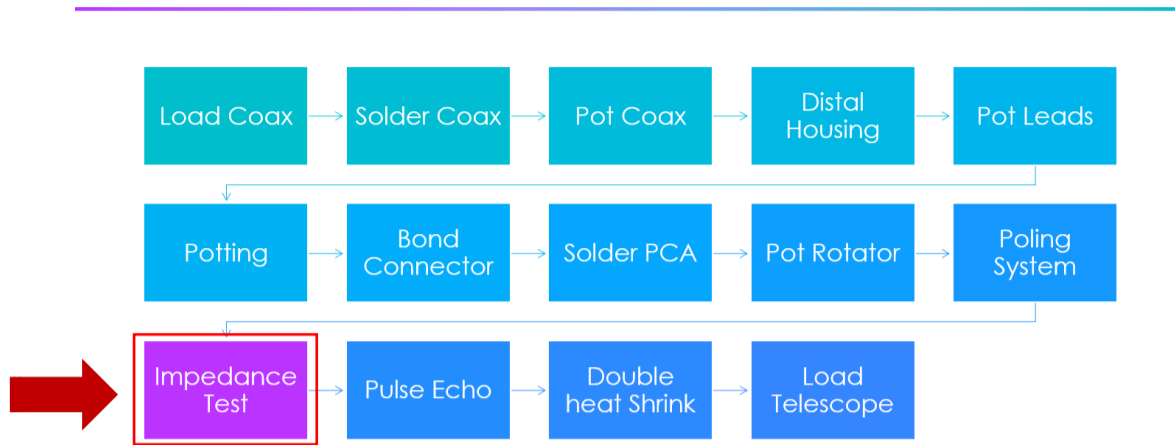 Load Coax
Solder Coax
Pot Coax
Distal
Housing
Pot Leads
Potting
Bond
Connector
Solder PCA
Pot Rotator
Poling
System
Impedance
Test
Pulse Echo
Double
heat Shrink
Load
Telescope